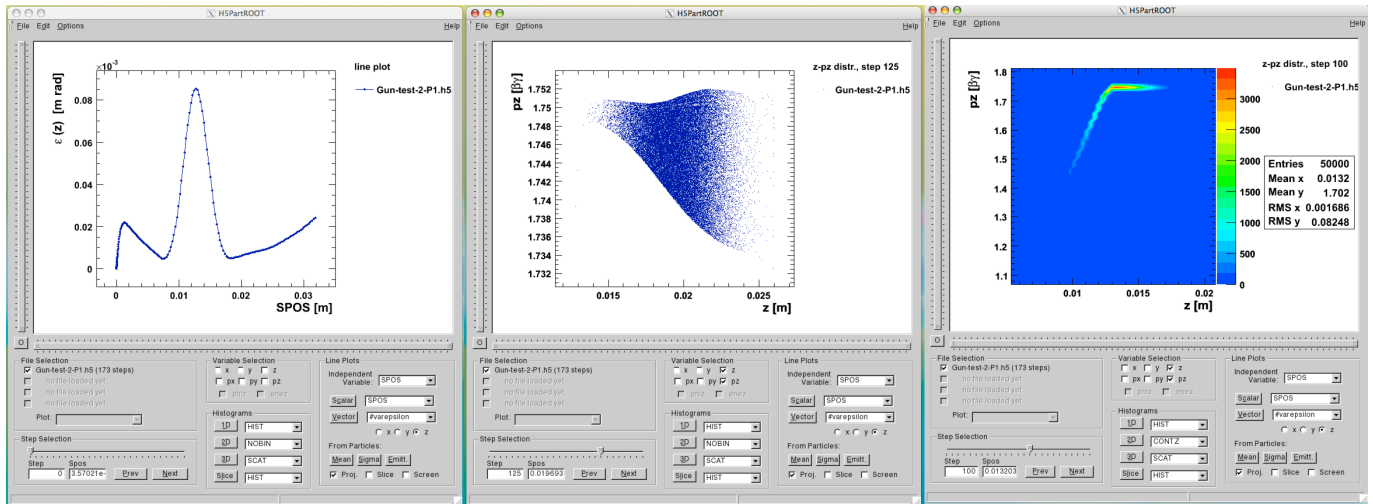 H5PartROOT
File Edit Options Help
×10⁻³
ε (z) [m rad]
0.08
0.06
0.04
0.02
0
0 0.01 0.02 0.03
SPOS [m]
line plot
Gun-test-2-P1.h5
File Selection
Gun-test-2-P1.h5 (173 steps)
no file loaded yet
no file loaded yet
no file loaded yet
Plot:
Step Selection
Step Spos
0 3.57021e-
Prev Next
Variable Selection
x y z
px py pz
phiz enez
Histograms
1D HIST
2D NOBIN
3D SCAT
Slice HIST
Line Plots
Independent
Variable: SPOS
Scalar SPOS
Vector #varepsilon
x y z
From Particles:
Mean Sigma Emitt.
Proj. Slice Screen
H5PartROOT
File Edit Options Help
z-pz distr., step 125
Gun-test-2-P1.h5
pz [βγ]
1.752
1.75
1.748
1.746
1.744
1.742
1.74
1.738
1.736
1.734
1.732
0.015 0.02 0.025
z [m]
File Selection
Gun-test-2-P1.h5 (173 steps)
no file loaded yet
no file loaded yet
no file loaded yet
Plot:
Step Selection
Step Spos
125 0.019693
Prev Next
Variable Selection
x y z
px py pz
phiz enez
Histograms
1D HIST
2D NOBIN
3D SCAT
Slice HIST
Line Plots
Independent
Variable: SPOS
Scalar SPOS
Vector #varepsilon
x y z
From Particles:
Mean Sigma Emitt.
Proj. Slice Screen
H5PartROOT
File Edit Options Help
z-pz distr., step 100
Gun-test-2-P1.h5
pz [βγ]
1.8
1.7
1.6
1.5
1.4
1.3
1.2
1.1
0.01 0.015 0.02
z [m]
3000
2500
2000
1500
1000
500
0
Entries 50000
Mean x 0.0132
Mean y 1.702
RMS x 0.001686
RMS y 0.08248
File Selection
Gun-test-2-P1.h5 (173 steps)
no file loaded yet
no file loaded yet
no file loaded yet
Plot:
Step Selection
Step Spos
100 0.013203
Prev Next
Variable Selection
x y z
px py pz
phiz enez
Histograms
1D HIST
2D CONTZ
3D SCAT
Slice HIST
Line Plots
Independent
Variable: SPOS
Scalar SPOS
Vector #varepsilon
x y z
From Particles:
Mean Sigma Emitt.
Proj. Slice Screen